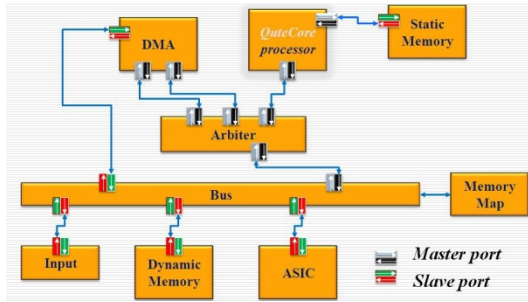 DMA
QuteCore
processor
Static
Memory
Arbiter
Bus
Memory
Map
Input
Dynamic
Memory
ASIC
Master port
Slave port